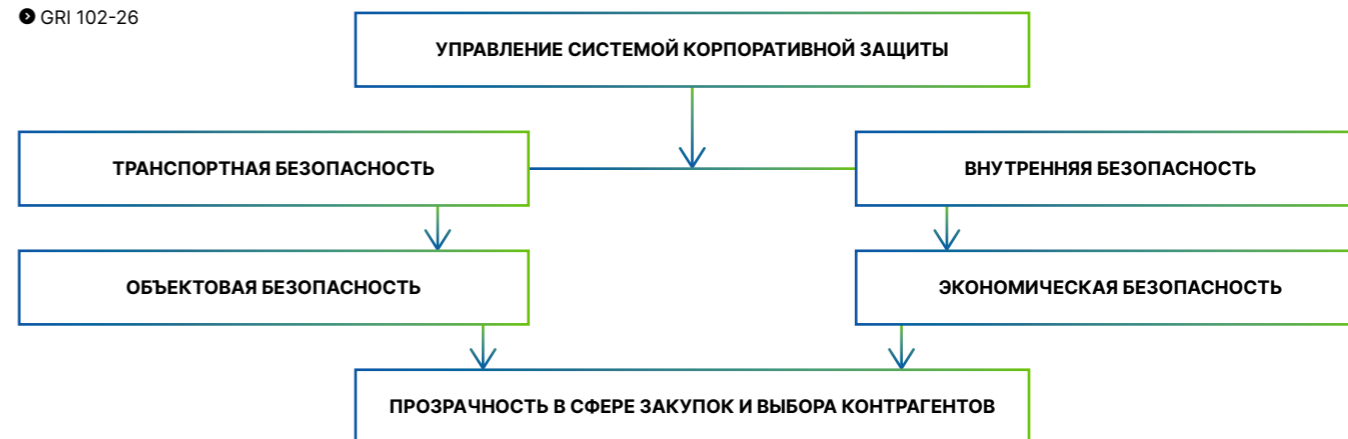 GRI 102-26
УПРАВЛЕНИЕ СИСТЕМОЙ КОРПОРАТИВНОЙ ЗАЩИТЫ
ТРАНСПОРТНАЯ БЕЗОПАСНОСТЬ
ВНУТРЕННЯЯ БЕЗОПАСНОСТЬ
ОБЪЕКТОВАЯ БЕЗОПАСНОСТЬ
ЭКОНОМИЧЕСКАЯ БЕЗОПАСНОСТЬ
ПРОЗРАЧНОСТЬ В СФЕРЕ ЗАКУПОК И ВЫБОРА КОНТРАГЕНТОВ